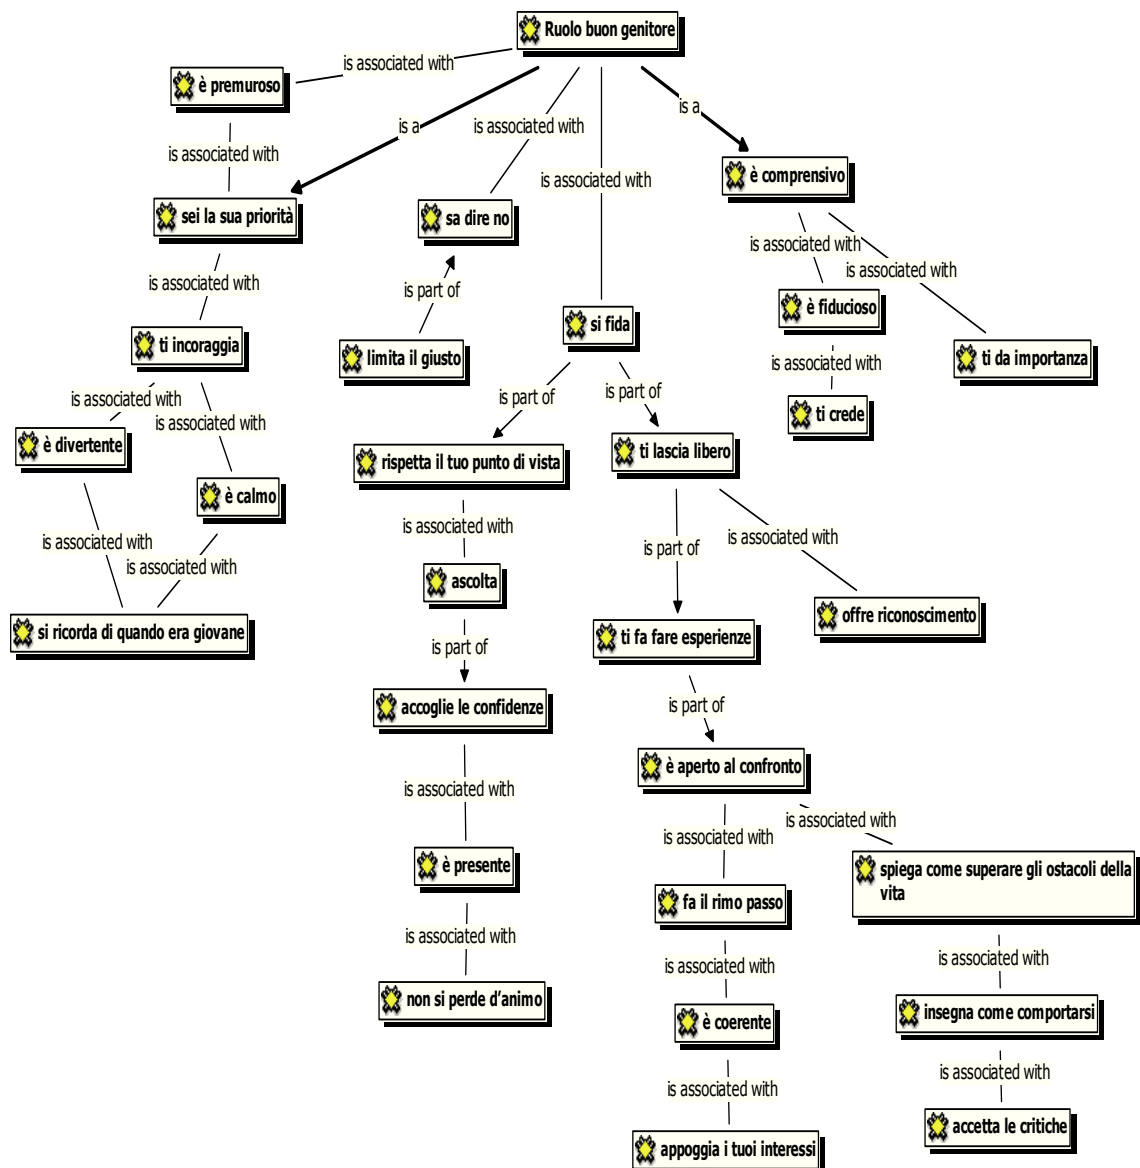 Ruolo buon genitore
is associated with
è premuroso
is a
is a
is associated with
is associated with
is associated with
è comprensivo
sei la sua priorità
sa dire no
is associated with
is associated with
is associated with
is part of
è fiducioso
si fida
ti incoraggia
limita il giusto
ti da importanza
is associated with
is associated with
is part of
is part of
is associated with
ti crede
è divertente
rispetta il tuo punto di vista
ti lascia libero
è calmo
is associated with
is associated with
is associated with
is part of
is associated with
ascolta
offre riconoscimento
si ricorda di quando era giovane
ti fa fare esperienze
is part of
is part of
accoglie le confidenze
è aperto al confronto
is associated with
is associated with
is associated with
è presente
spiega come superare gli ostacoli della
vita
fa il rimo passo
is associated with
is associated with
is associated with
non si perde d'animo
insegna come comportarsi
è coerente
is associated with
is associated with
accetta le critiche
appoggia i tuoi interessi